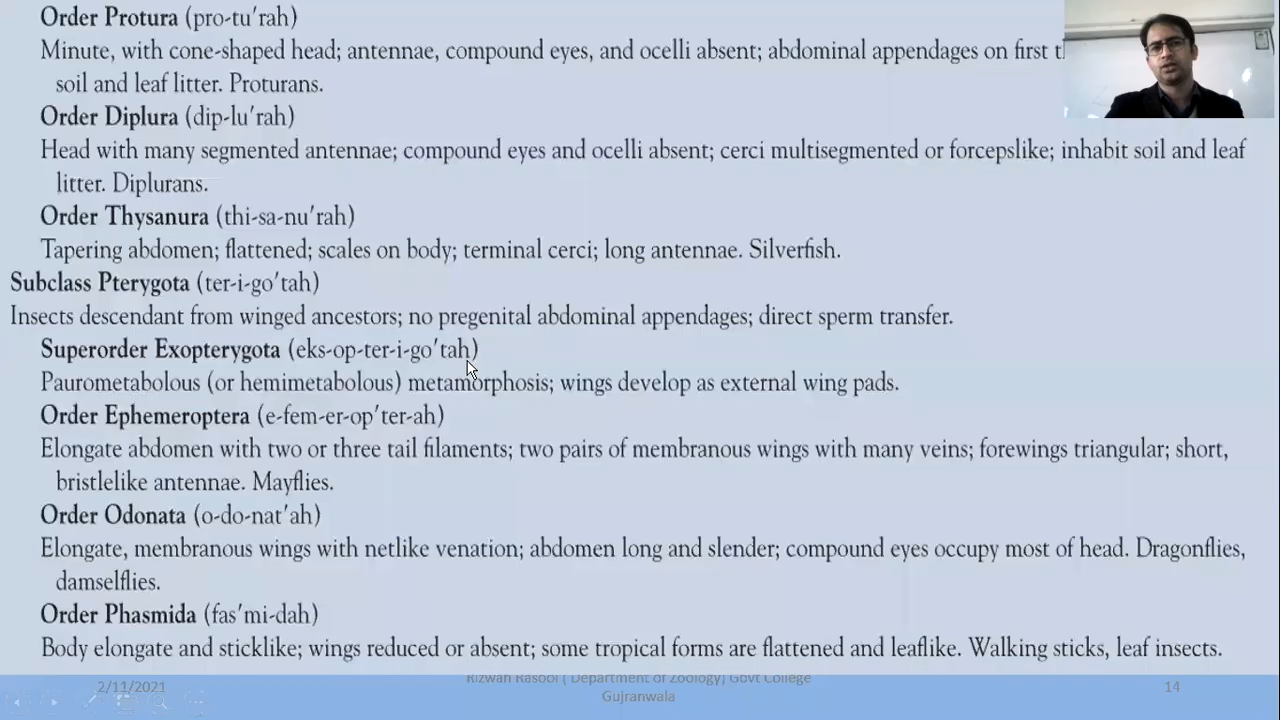 Order Protura (pro-tu′rah)
Minute, with cone-shaped head; antennae, compound eyes, and ocelli absent; abdominal appendages on first
soil and leaf litter. Proturans.
Order Diplura (dip-lu′rah)
Head with many segmented antennae; compound eyes and ocelli absent; cerci multisegmented or forcepslike; inhabit soil and leaf
litter. Diplurans.
Order Thysanura (thi-sa-nu′rah)
Tapering abdomen; flattened; scales on body; terminal cerci; long antennae. Silverfish.
Subclass Pterygota (ter-i-go′tah)
Insects descendant from winged ancestors; no pregenital abdominal appendages; direct sperm transfer.
Superorder Exopterygota (eks-op-ter-i-go′tah)
Paurometabolous (or hemimetabolous) metamorphosis; wings develop as external wing pads.
Order Ephemeroptera (e-fem-er-op′ter-ah)
Elongate abdomen with two or three tail filaments; two pairs of membranous wings with many veins; forewings triangular; short,
bristlelike antennae. Mayflies.
Order Odonata (o-do-nat′ah)
Elongate, membranous wings with netlike venation; abdomen long and slender; compound eyes occupy most of head. Dragonflies,
damselflies.
Order Phasmida (fas′mi-dah)
Body elongate and sticklike; wings reduced or absent; some tropical forms are flattened and leaflike. Walking sticks, leaf insects.
2/11/2021
Rizwan Rasool ( Department of Zoology) Govt College
Gujranwala
14